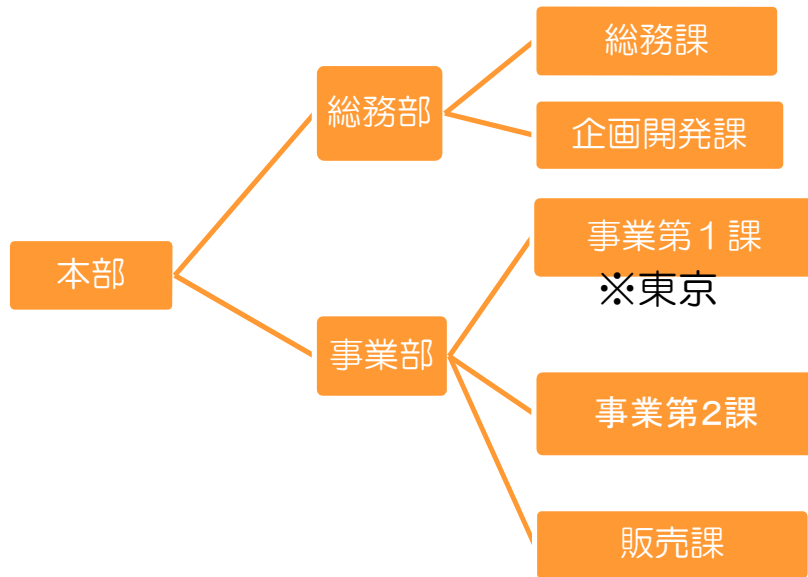 総務課
総務部
企画開発課
事業第１課
※東京
本部
事業部
事業第2課
販売課